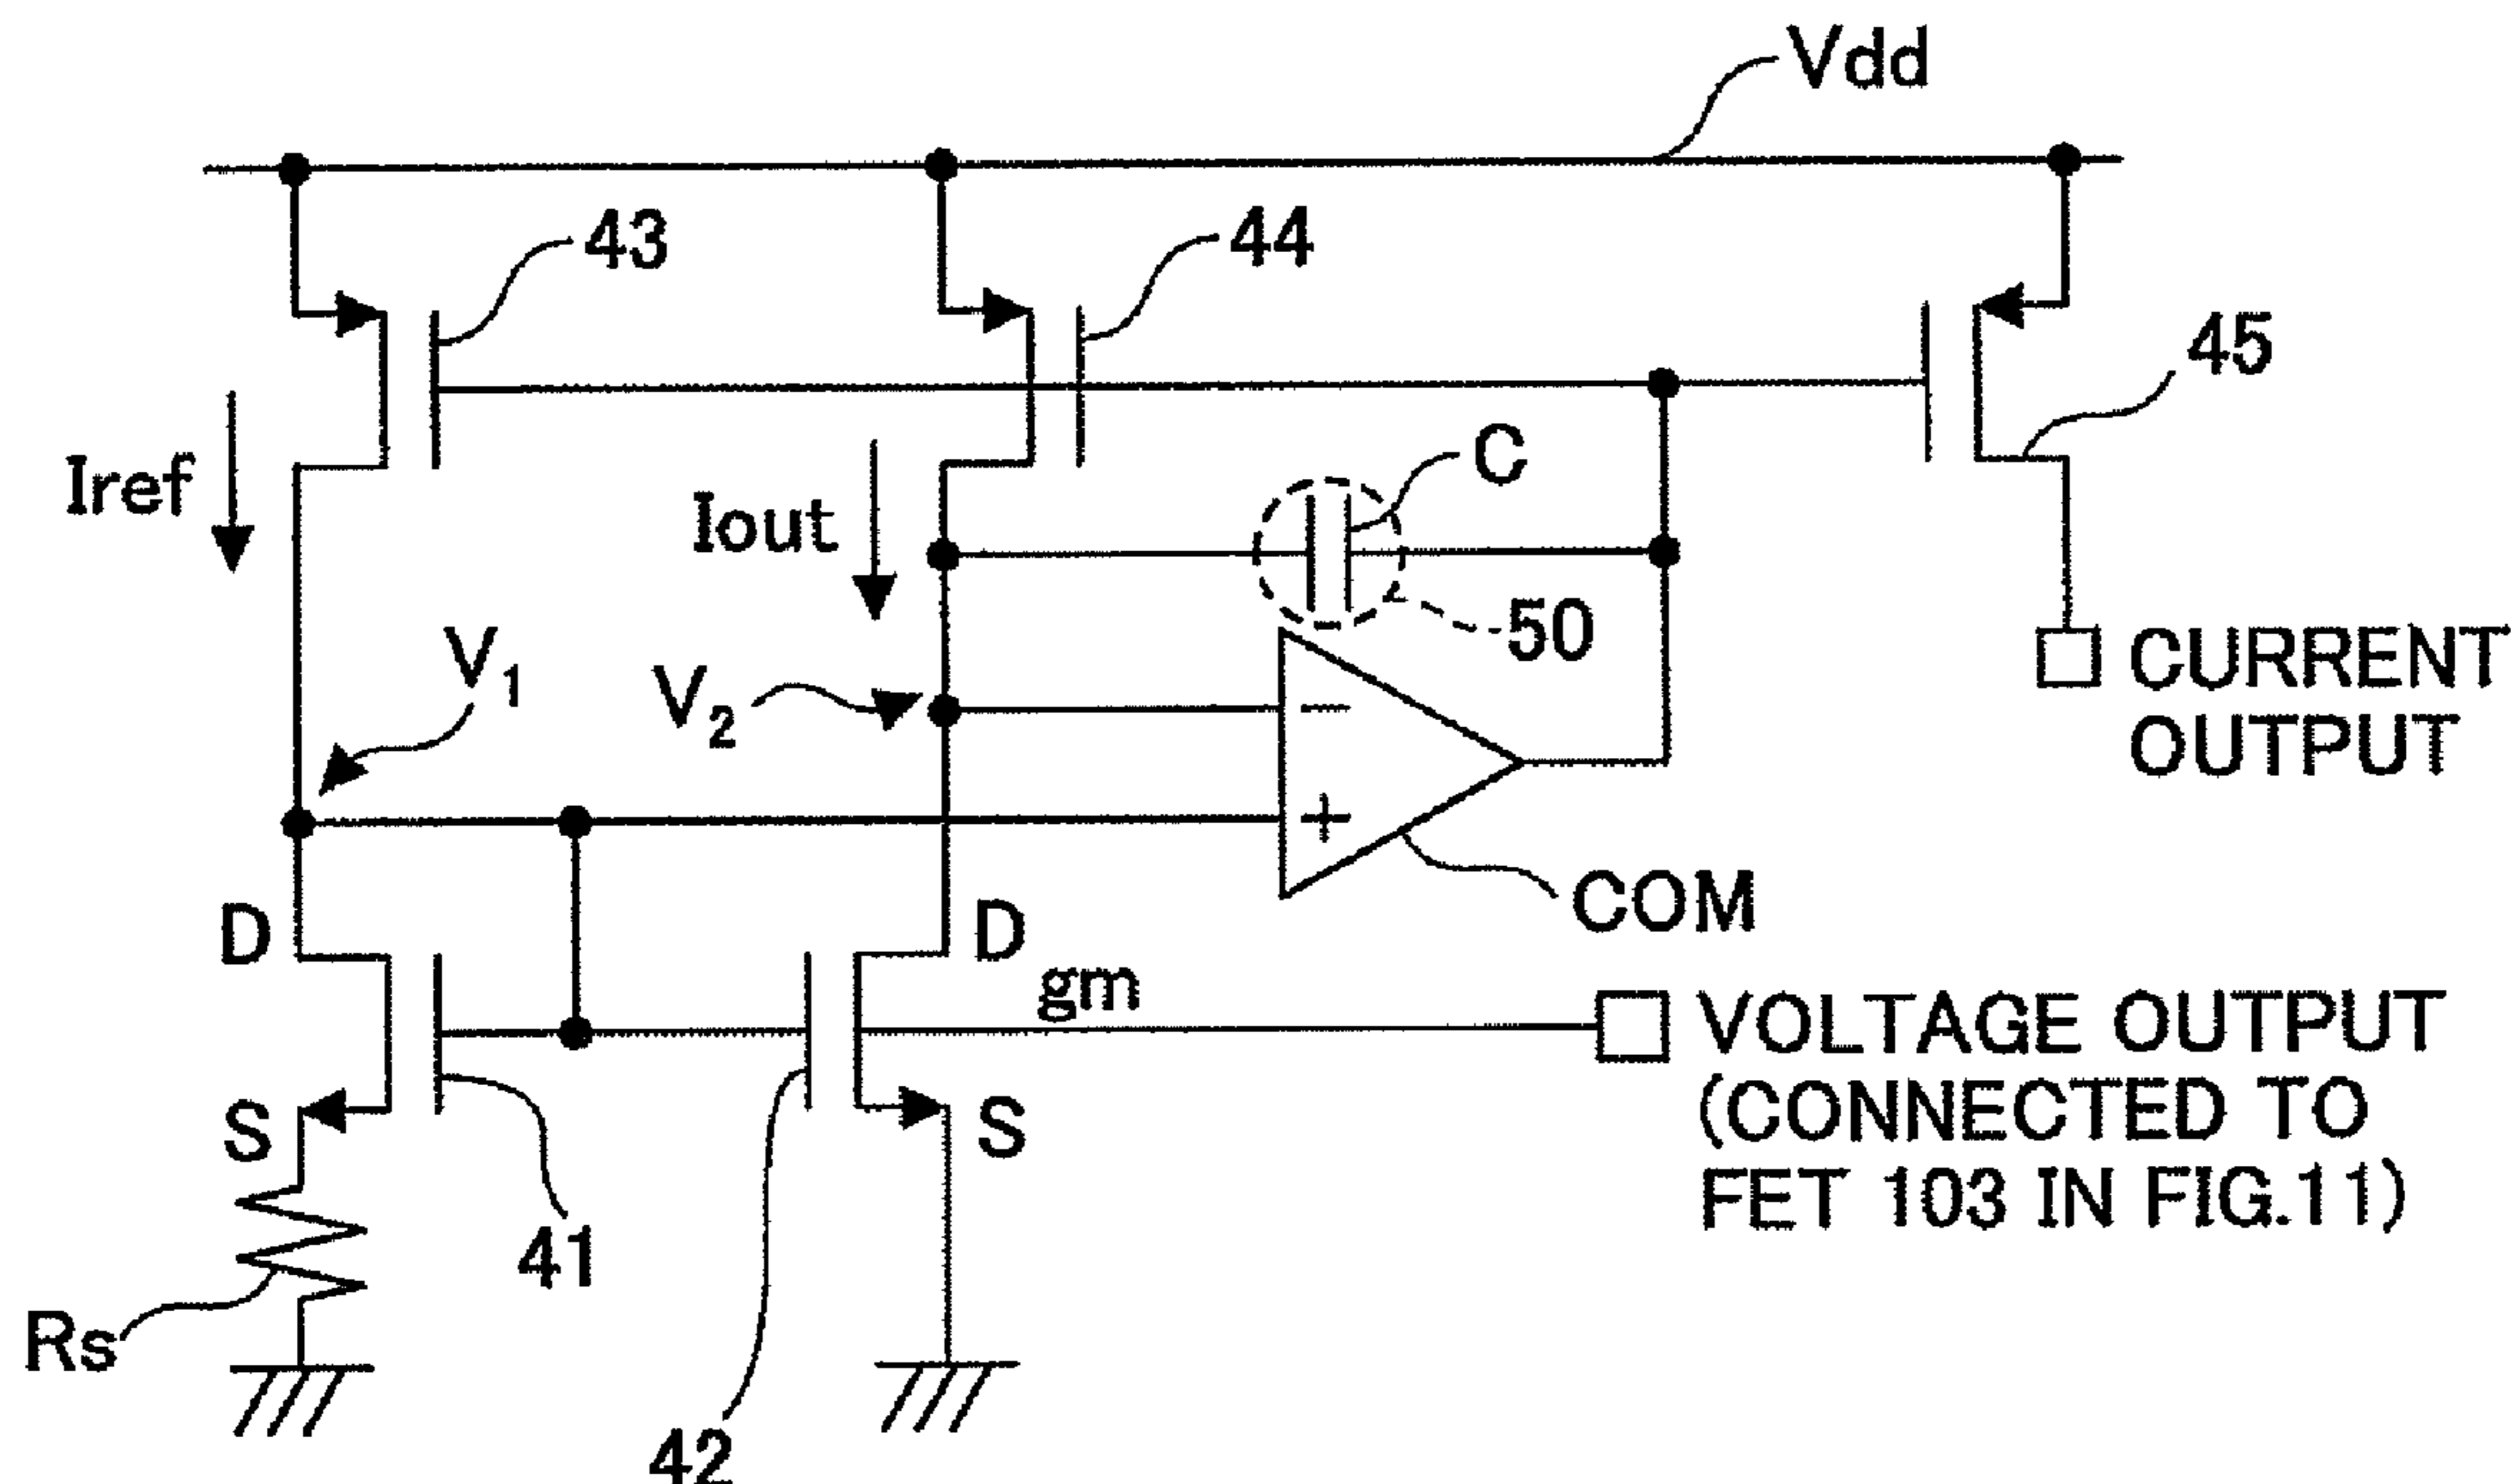 Vdd
43
44
45
Iref
Iout
C
50
V1
V2
CURRENT
OUTPUT
−
+
COM
D
D
gm
S
S
VOLTAGE OUTPUT
(CONNECTED TO
FET 103 IN FIG.11)
41
Rs
42